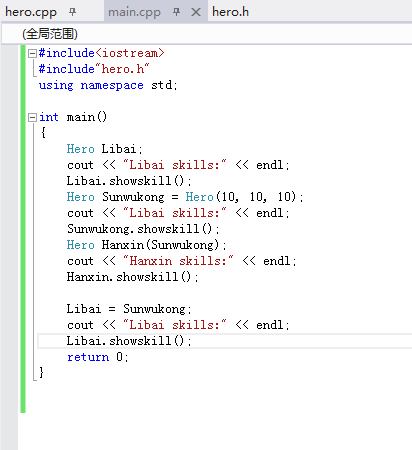 hero.cpp main.cpp hero.h
(全局范围)
#include<iostream>
#include"hero.h"
using namespace std;
int main()
{
Hero Libai;
cout << "Libai skills:" << endl;
Libai.showskill();
Hero Sunwukong = Hero(10, 10, 10);
cout << "Libai skills:" << endl;
Sunwukong.showskill();
Hero Hanxin(Sunwukong);
cout << "Hanxin skills:" << endl;
Hanxin.showskill();
Libai = Sunwukong;
cout << "Libai skills:" << endl;
Libai.showskill();
return 0;
}